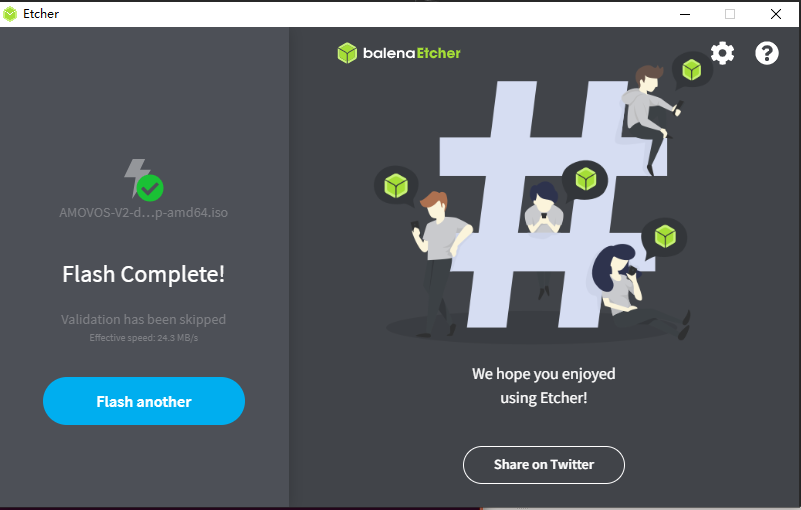 Etcher
balenaEtcher
AMOVOS-V2-d...p-amd64.iso
Flash Complete!
Validation has been skipped
Effective speed: 24.3 MB/s
Flash another
We hope you enjoyed
using Etcher!
Share on Twitter